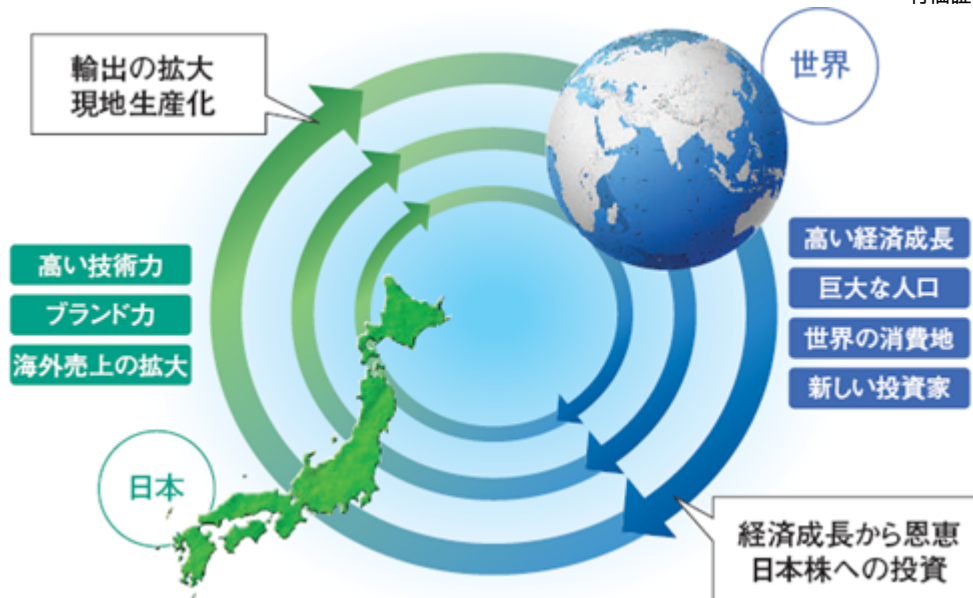 輸出の拡大
現地生産化
世界
高い技術力
ブランド力
海外売上の拡大
高い経済成長
巨大な人口
世界の消費地
新しい投資家
日本
経済成長から恩恵
日本株への投資